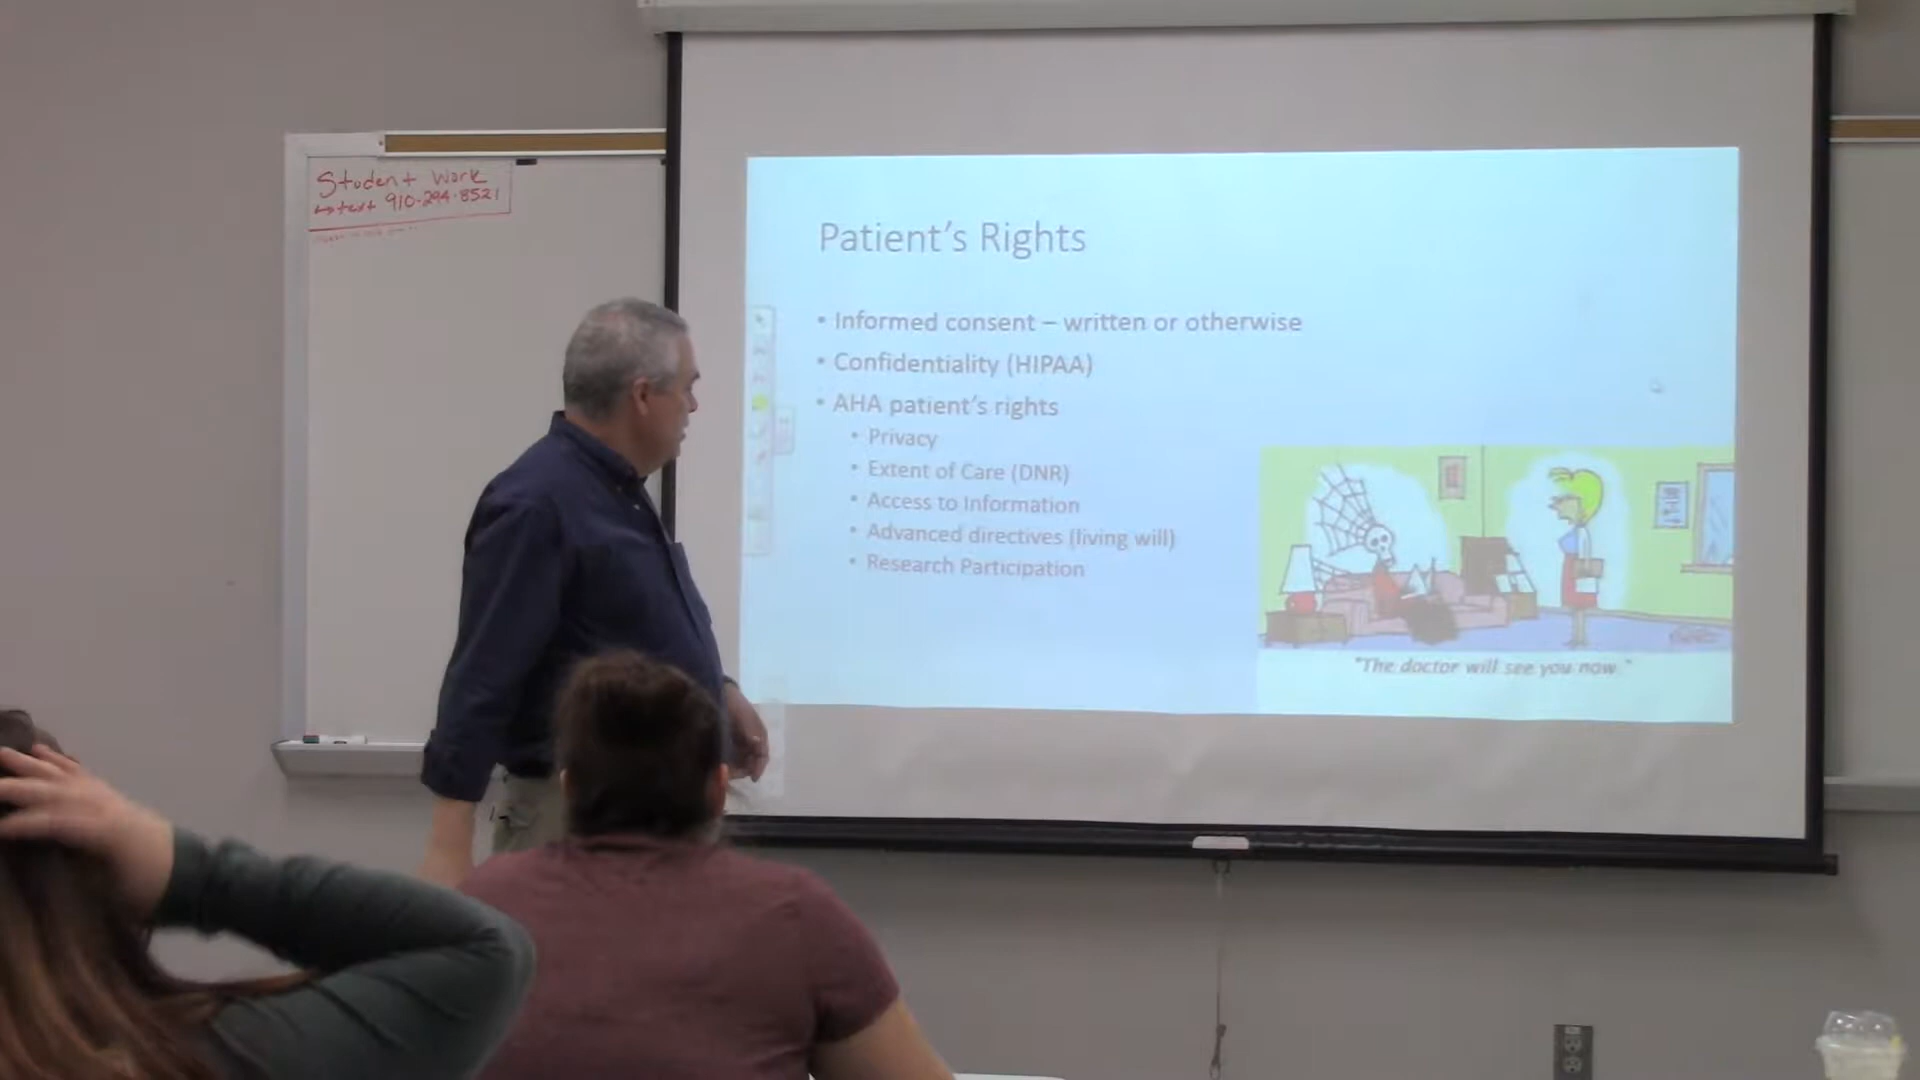 Student Work
text 910-294-8521
Patient's Rights
• Informed consent – written or otherwise
• Confidentiality (HIPAA)
• AHA patient's rights
• Privacy
• Extent of Care (DNR)
• Access to Information
• Advanced directives (living will)
• Research Participation
"The doctor will see you now."